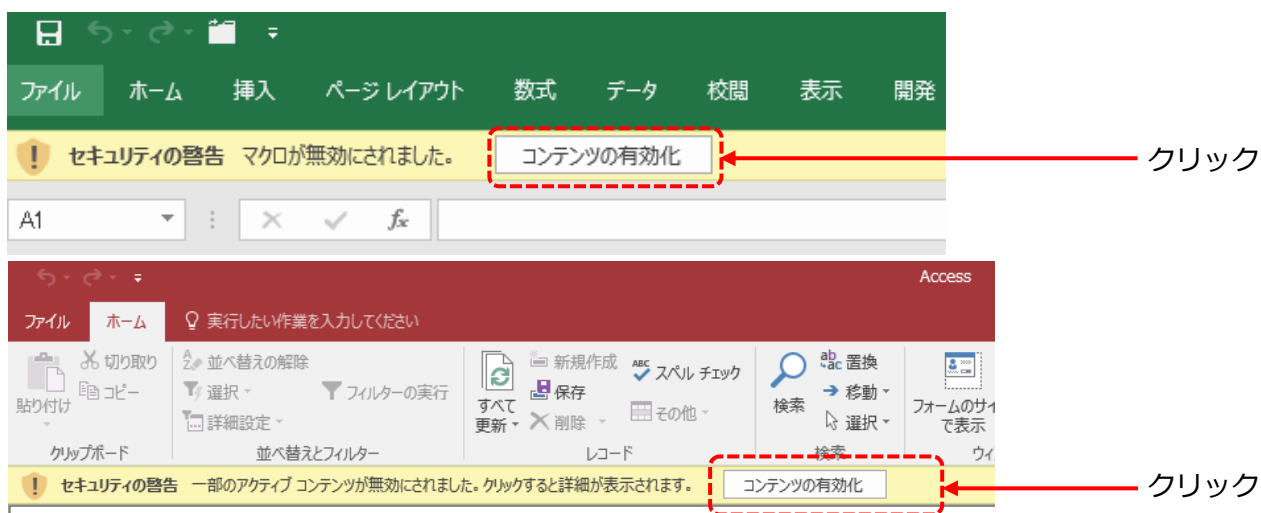 ファイル ホーム 挿入 ページ レイアウト 数式 データ 校閲 表示 開発
セキュリティの警告 マクロが無効にされました。 コンテンツの有効化 クリック
A1 fx
Access
ファイル ホーム 実行したい作業を入力してください
切り取り 並べ替えの解除 新規作成 ABC スペル チェック ab ac 置換
コピー 選択 フィルターの実行 保存 移動
貼り付け すべて更新 検索 フォームのサイ
詳細設定 削除 その他 選択 で表示
クリップボード 並べ替えとフィルター レコード 検索 ウィ
セキュリティの警告 一部のアクティブ コンテンツが無効にされました。クリックすると詳細が表示されます。 コンテンツの有効化 クリック